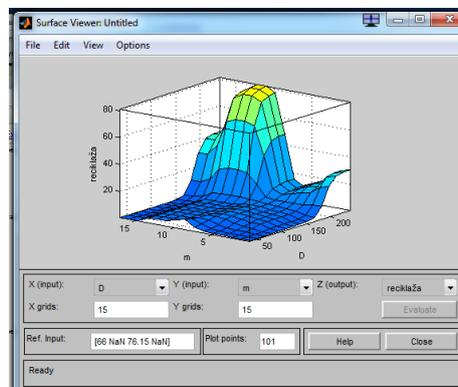 Surface Viewer: Untitled
File Edit View Options
80
60
40
20
reciklaža
15 10 5
m
50 100 150 200
D
X (input): D Y (input): m Z (output): reciklaža
X grids: 15 Y grids: 15 Evaluate
Ref. Input: [66 NaN 76.15 NaN] Plot points: 101 Help Close
Ready